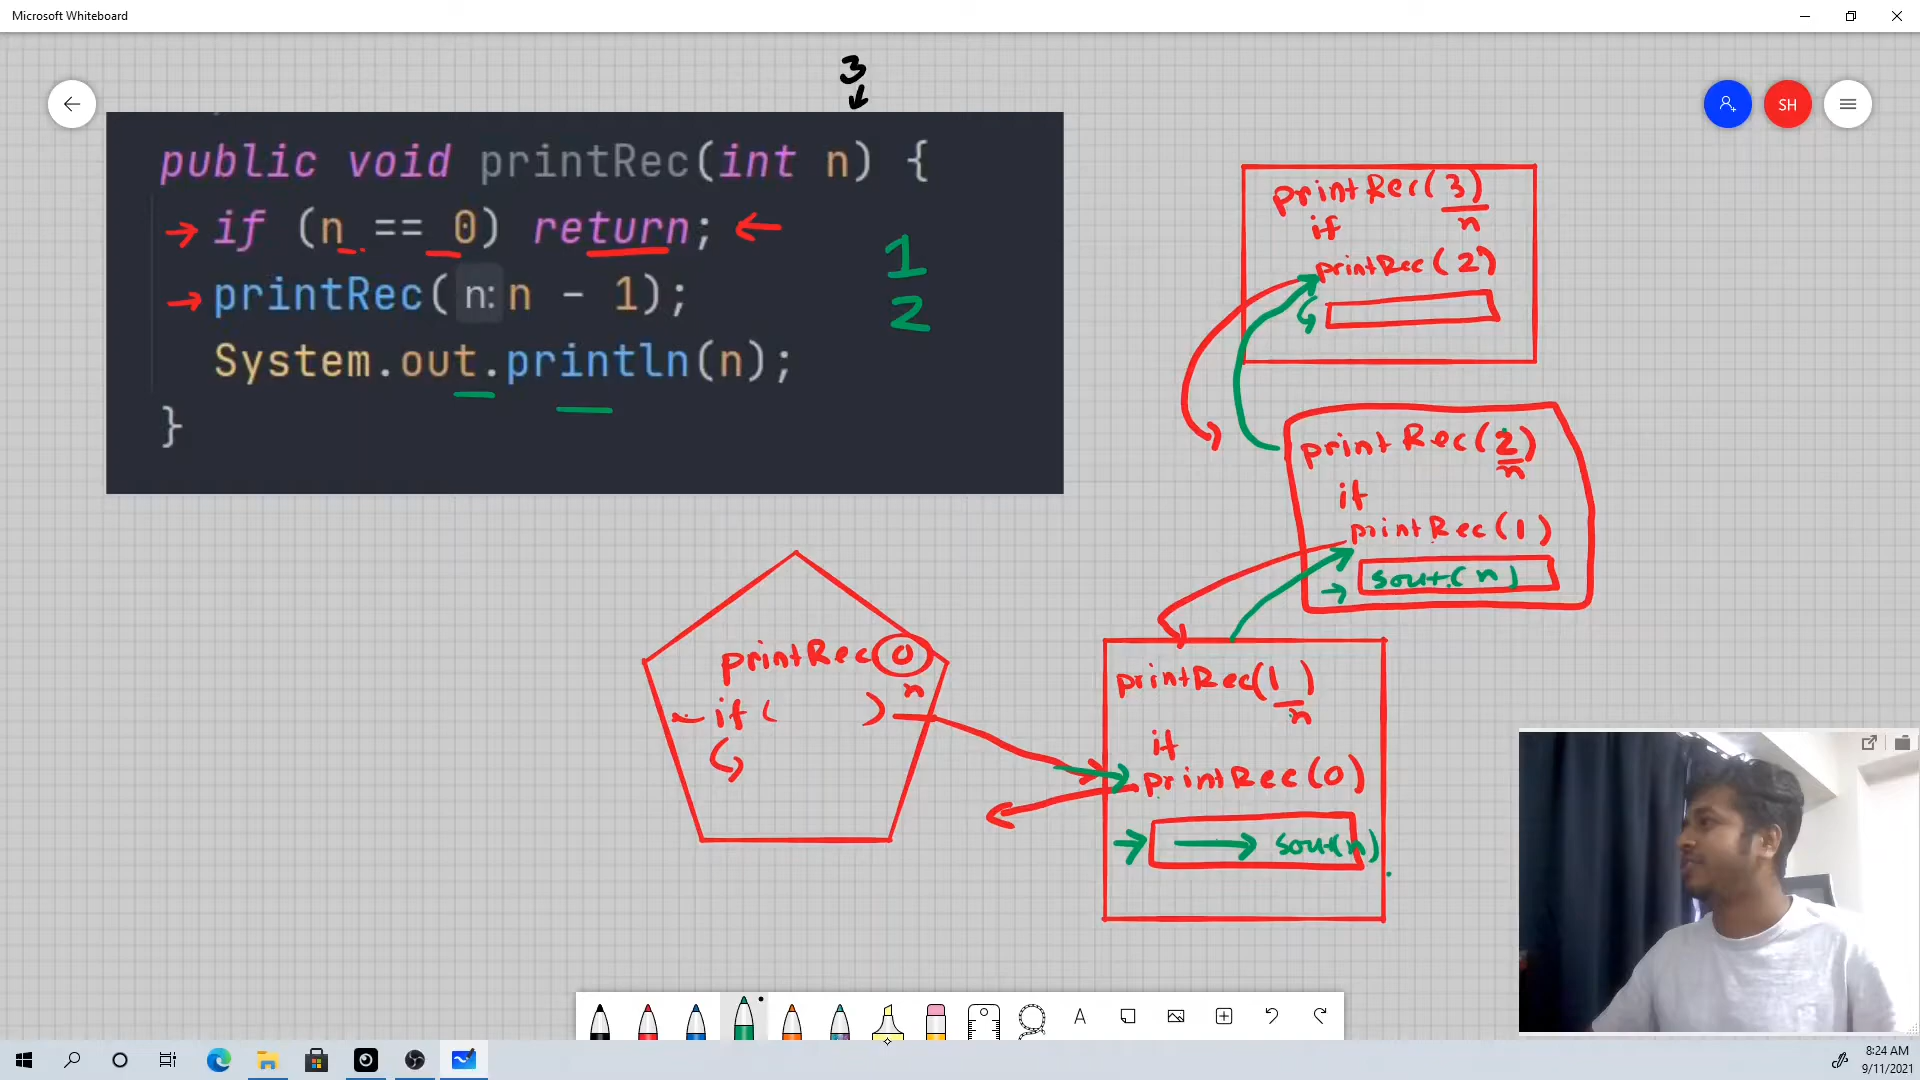 Microsoft Whiteboard
3
SH
public void printRec(int n) {
if (n == 0) return;
printRec( n: n - 1);
System.out.println(n);
}
1
2
printRec(3)
n
if
printRec(2)
printRec(2)
n
if
printRec(1)
sout(n)
printRec(1)
n
if
printRec(0)
sout(n)
printRec 0
n
if ( )
A
8:24 AM
9/11/2021